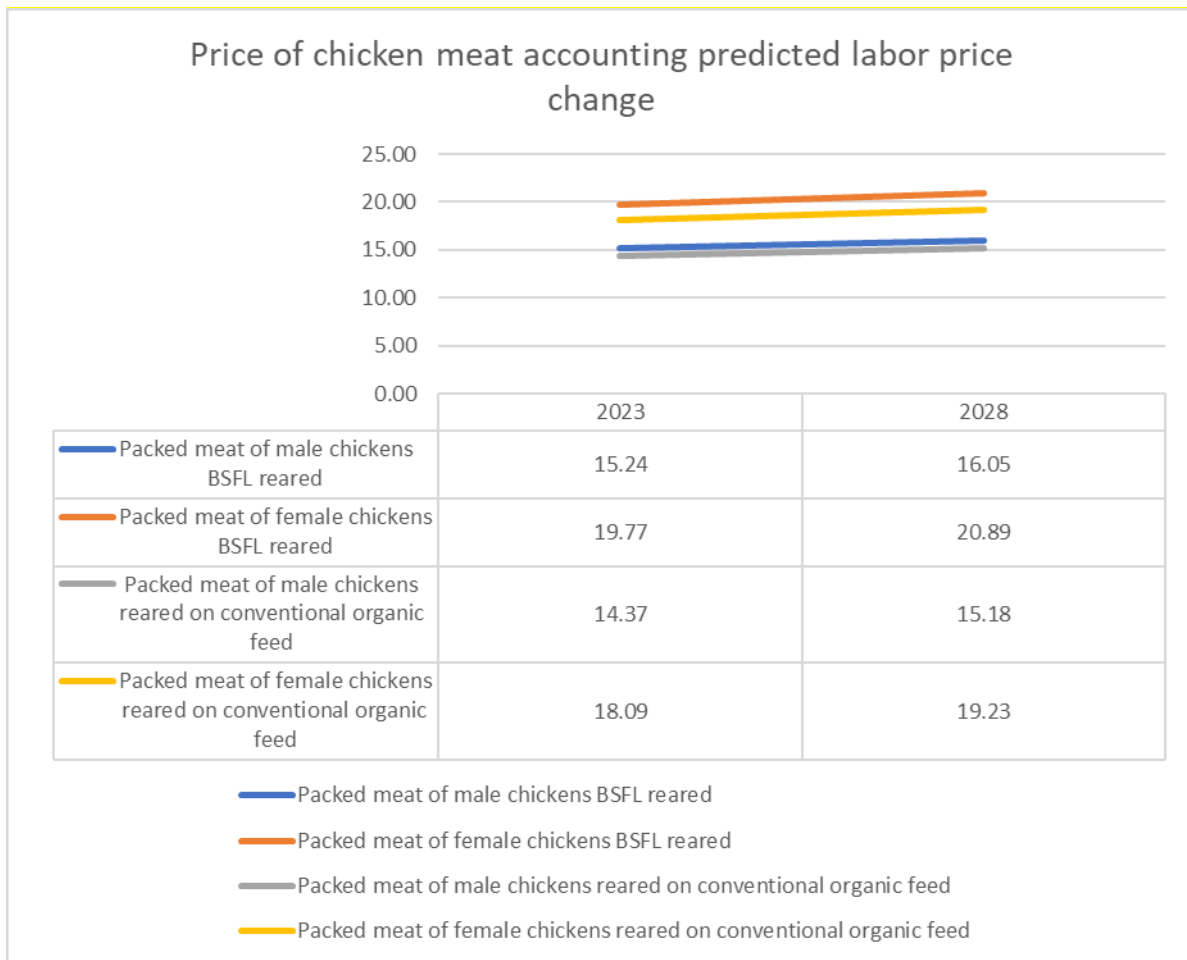 Price of chicken meat accounting predicted labor price
change
25.00
20.00
15.00
10.00
5.00
0.00
2023 2028
Packed meat of male chickens
BSFL reared
15.24 16.05
Packed meat of female chickens
BSFL reared
19.77 20.89
Packed meat of male chickens
reared on conventional organic
feed
14.37 15.18
Packed meat of female chickens
reared on conventional organic
feed
18.09 19.23
Packed meat of male chickens BSFL reared
Packed meat of female chickens BSFL reared
Packed meat of male chickens reared on conventional organic feed
Packed meat of female chickens reared on conventional organic feed